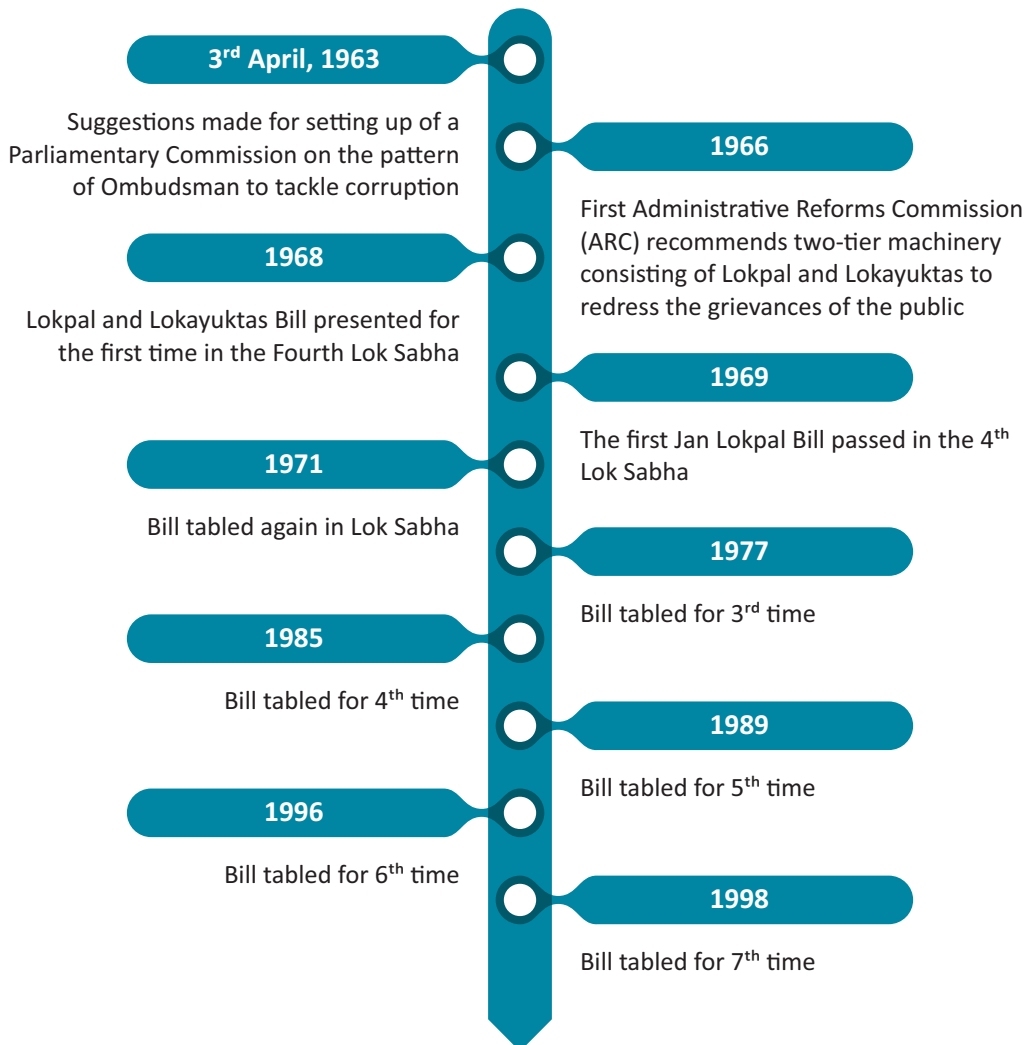 3rd April, 1963
Suggestions made for setting up of a
Parliamentary Commission on the pattern
of Ombudsman to tackle corruption
1966
First Administrative Reforms Commission
(ARC) recommends two-tier machinery
consisting of Lokpal and Lokayuktas to
redress the grievances of the public
1968
Lokpal and Lokayuktas Bill presented for
the first time in the Fourth Lok Sabha
1969
The first Jan Lokpal Bill passed in the 4th
Lok Sabha
1971
Bill tabled again in Lok Sabha
1977
Bill tabled for 3rd time
1985
Bill tabled for 4th time
1989
Bill tabled for 5th time
1996
Bill tabled for 6th time
1998
Bill tabled for 7th time